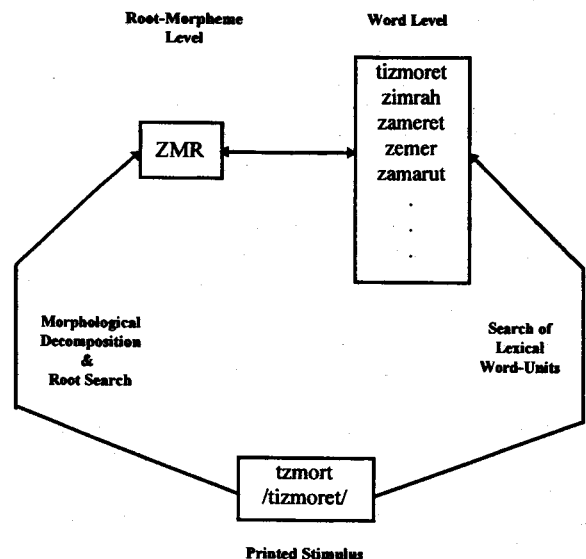 Root-Morpheme
Level
Word Level
tizmoret
zimrah
zameret
zemer
zamarut
.
.
.
ZMR
Morphological
Decomposition
&
Root Search
Search of
Lexical
Word-Units
tzmort
/tizmoret/
Printed Stimulus